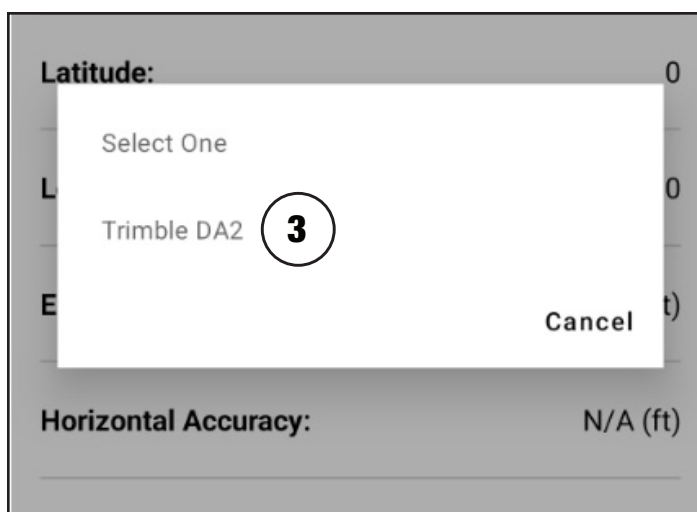 Latitude: 0
Select One
L 0
Trimble DA2 3
E t)
Cancel
Horizontal Accuracy: N/A (ft)